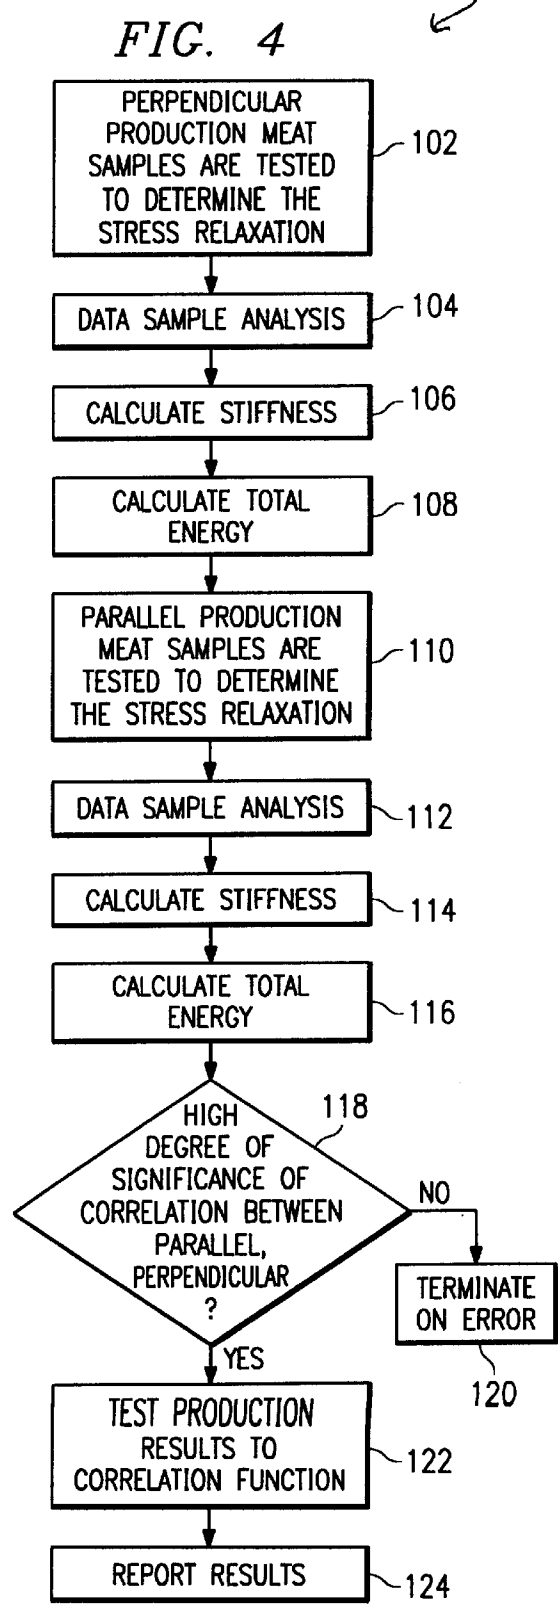 FIG. 4
PERPENDICULAR
PRODUCTION MEAT
SAMPLES ARE TESTED
TO DETERMINE THE
STRESS RELAXATION
102
DATA SAMPLE ANALYSIS
104
CALCULATE STIFFNESS
106
CALCULATE TOTAL
ENERGY
108
PARALLEL PRODUCTION
MEAT SAMPLES ARE
TESTED TO DETERMINE
THE STRESS RELAXATION
110
DATA SAMPLE ANALYSIS
112
CALCULATE STIFFNESS
114
CALCULATE TOTAL
ENERGY
116
118
HIGH
DEGREE OF
SIGNIFICANCE OF
CORRELATION BETWEEN
PARALLEL,
PERPENDICULAR
?
NO
TERMINATE
ON ERROR
120
YES
TEST PRODUCTION
RESULTS TO
CORRELATION FUNCTION
122
REPORT RESULTS
124